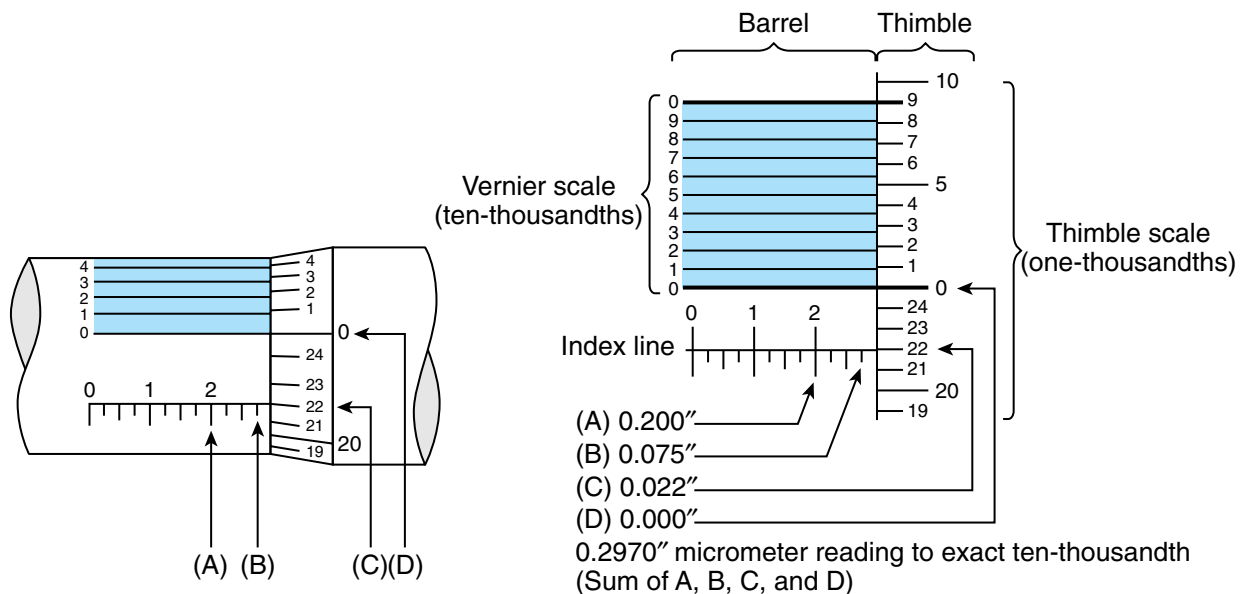 4
3
2
1
0
4
3
2
1
0
24
23
22
21
20
19
0 1 2
(A) (B) (C)(D)
Barrel Thimble
Vernier scale
(ten-thousandths)
0
9
8
7
6
5
4
3
2
1
0
10
9
8
7
6
5
4
3
2
1
0
24
23
22
21
20
19
Thimble scale
(one-thousandths)
0 1 2
Index line
(A) 0.200″
(B) 0.075″
(C) 0.022″
(D) 0.000″
0.2970″ micrometer reading to exact ten-thousandth
(Sum of A, B, C, and D)